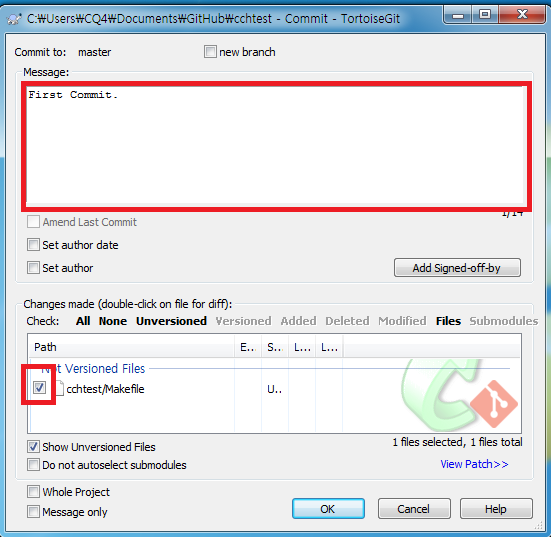 C:₩Users₩CQ4₩Documents₩GitHub₩cchtest - Commit - TortoiseGit
Commit to: master new branch
Message:
First Commit.
1/14
Amend Last Commit
Set author date
Set author Add Signed-off-by
Changes made (double-click on file for diff):
Check: All None Unversioned Versioned Added Deleted Modified Files Submodules
Path E... S... L... L...
Not Versioned Files
cchtest/Makefile U..
Show Unversioned Files 1 files selected, 1 files total
Do not autoselect submodules View Patch>>
Whole Project
Message only
OK Cancel Help